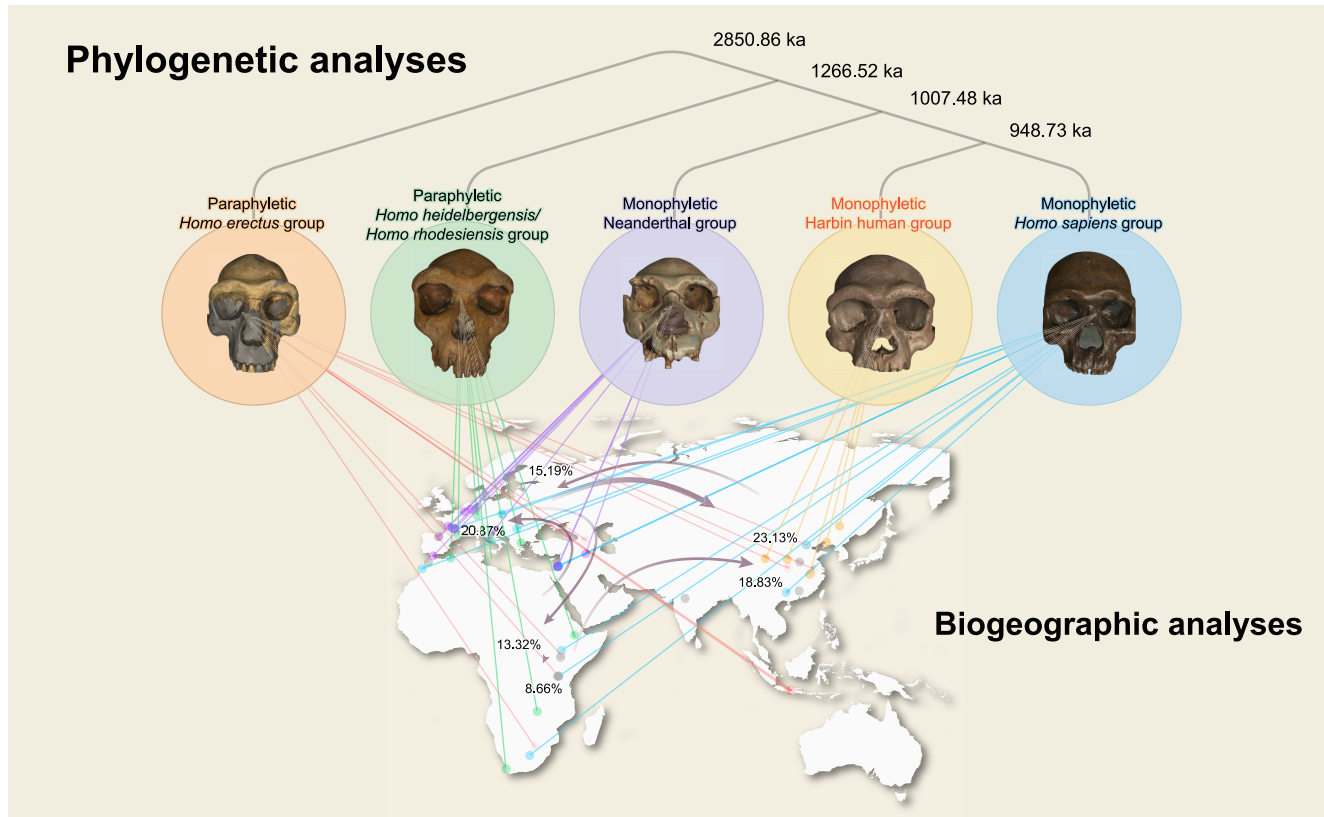 Phylogenetic analyses
2850.86 ka
1266.52 ka
1007.48 ka
948.73 ka
Paraphyletic
Homo erectus group
Paraphyletic
Homo heidelbergensis/
Homo rhodesiensis group
Monophyletic
Neanderthal group
Monophyletic
Harbin human group
Monophyletic
Homo sapiens group
15.19%
20.37%
23.13%
18.83%
13.32%
8.66%
Biogeographic analyses